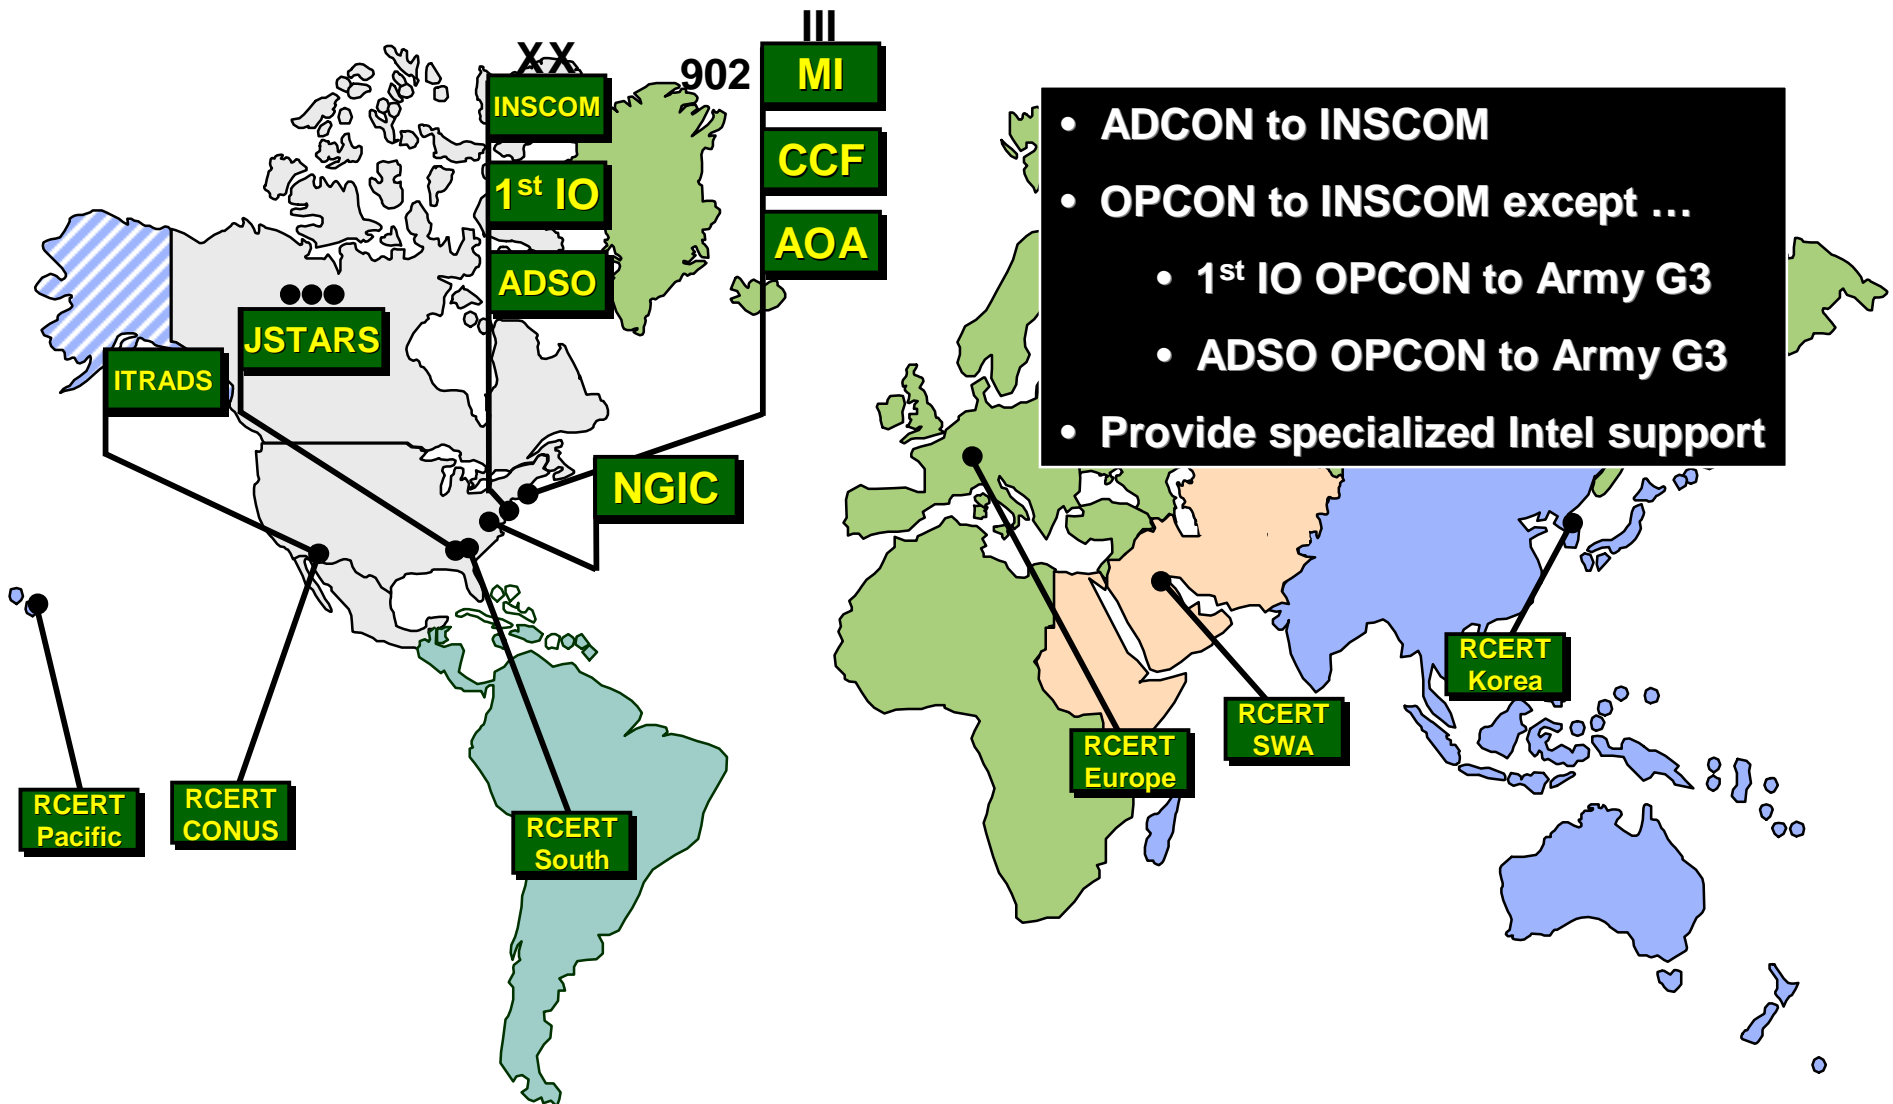 III
XX
902
MI
INSCOM
CCF
1st IO
AOA
ADSO
JSTARS
ITRADS
NGIC
• ADCON to INSCOM
• OPCON to INSCOM except …
• 1st IO OPCON to Army G3
• ADSO OPCON to Army G3
• Provide specialized Intel support
RCERT
Korea
RCERT
SWA
RCERT
Europe
RCERT
Pacific
RCERT
CONUS
RCERT
South